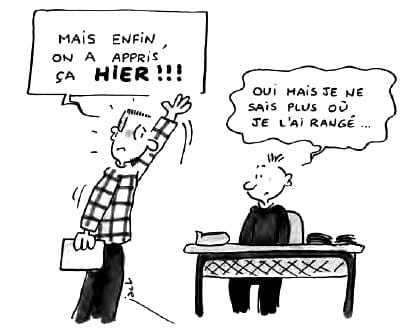 MAIS ENFIN,
ON A APPRIS,
ÇA HIER!!!
OUI MAIS JE NE
SAIS PLUS OÙ
JE L'AI RANGÉ...